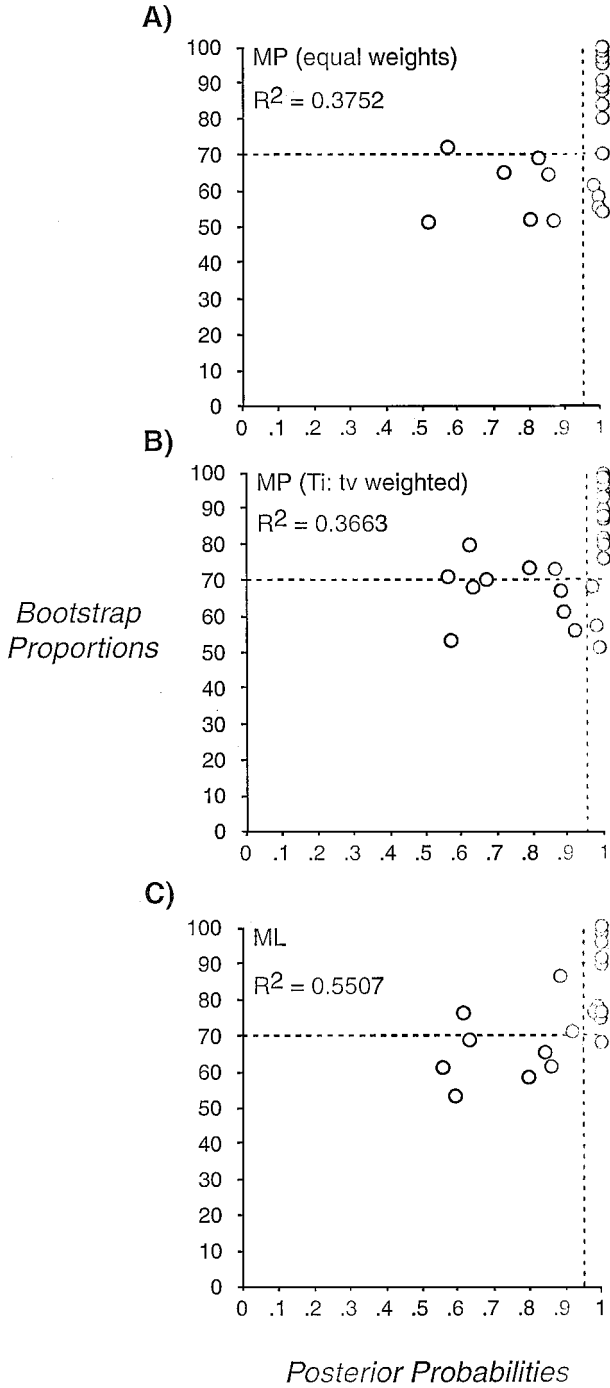 A)
MP (equal weights)
R2 = 0.3752
100
90
80
70
60
50
40
30
20
10
0
0 .1 .2 .3 .4 .5 .6 .7 .8 .9 1
B)
MP (Ti: tv weighted)
R2 = 0.3663
100
90
80
70
60
50
40
30
20
10
0
0 .1 .2 .3 .4 .5 .6 .7 .8 .9 1
Bootstrap
Proportions
C)
ML
R2 = 0.5507
100
90
80
70
60
50
40
30
20
10
0
0 .1 .2 .3 .4 .5 .6 .7 .8 .9 1
Posterior Probabilities